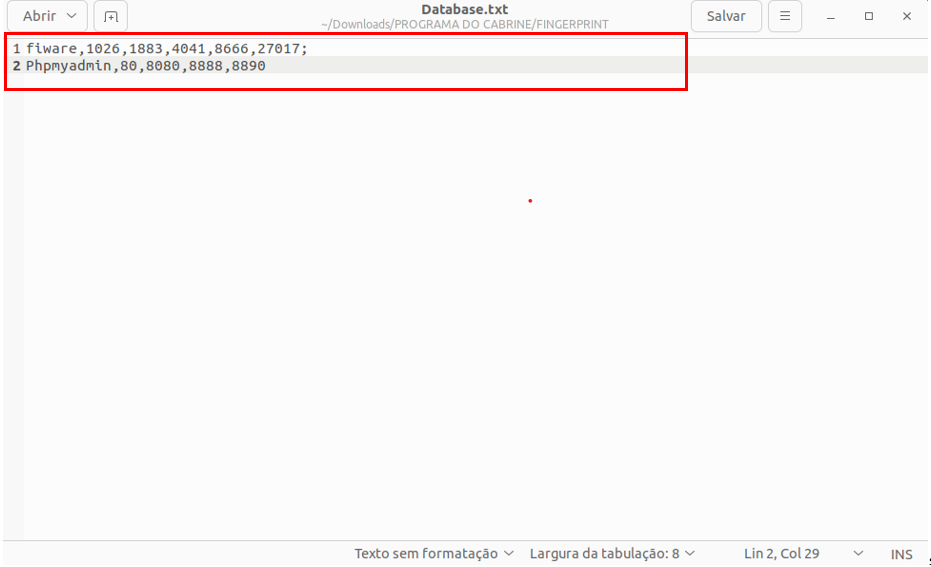 Abrir
Database.txt
~/Downloads/PROGRAMA DO CABRINE/FINGERPRINT
Salvar
1 fiware,1026,1883,4041,8666,27017;
2 Phpmyadmin,80,8080,8888,8890
Texto sem formatação
Largura da tabulação: 8
Lin 2, Col 29
INS